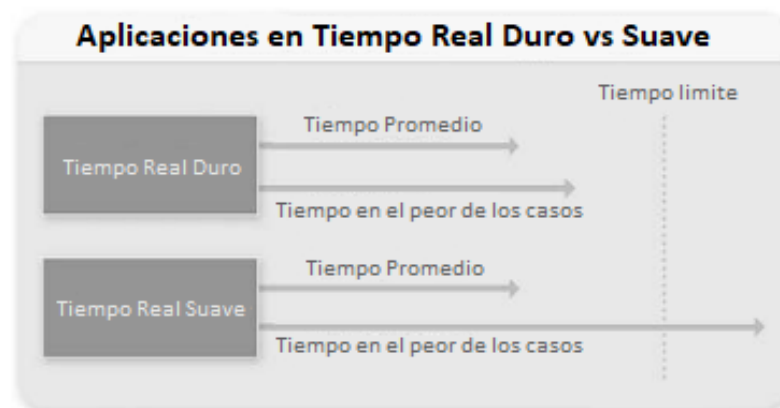 Aplicaciones en Tiempo Real Duro vs Suave
Tiempo limite
Tiempo Promedio
Tiempo Real Duro
Tiempo en el peor de los casos
Tiempo Promedio
Tiempo Real Suave
Tiempo en el peor de los casos